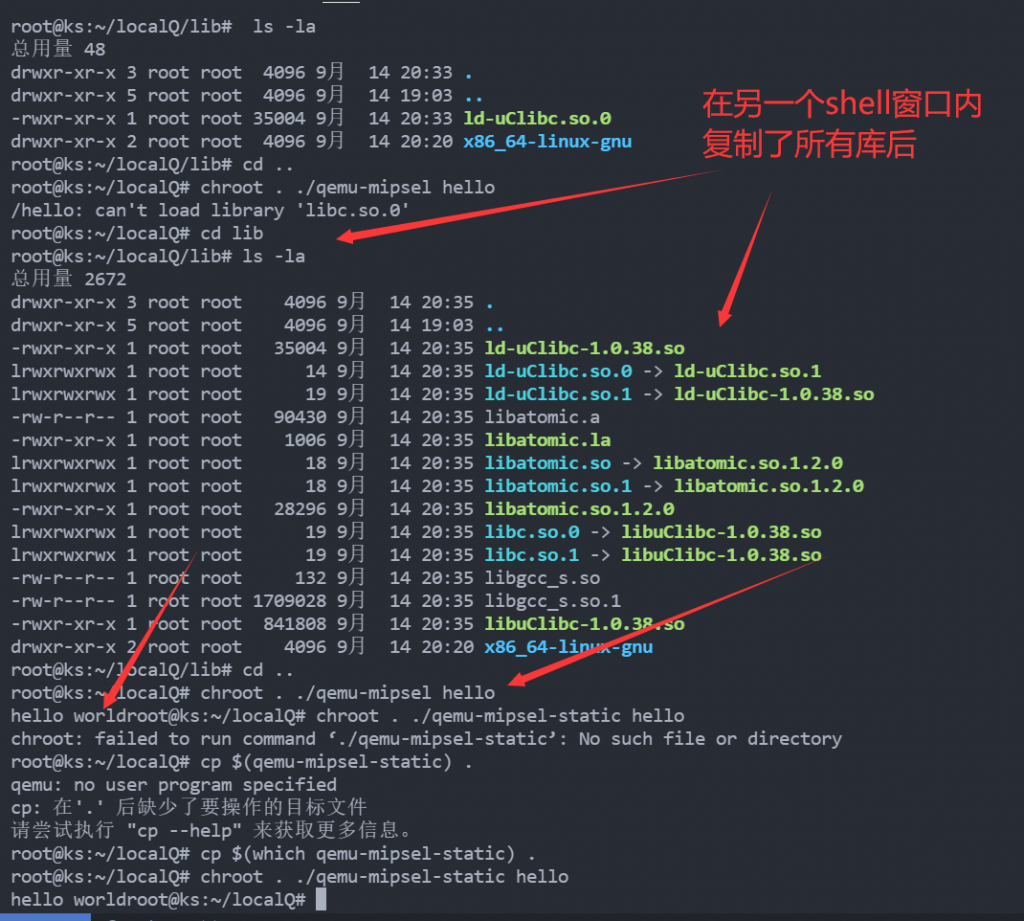 root@ks:~/localQ/lib#  ls -la
总用量 48
drwxr-xr-x 3 root root  4096 9月  14 20:33 .
drwxr-xr-x 5 root root  4096 9月  14 19:03 ..
-rwxr-xr-x 1 root root 35004 9月  14 20:33 ld-uClibc.so.0
drwxr-xr-x 2 root root  4096 9月  14 20:20 x86_64-linux-gnu
在另一个shell窗口内
复制了所有库后
root@ks:~/localQ/lib# cd ..
root@ks:~/localQ# chroot . ./qemu-mipsel hello
/hello: can't load library 'libc.so.0'
root@ks:~/localQ# cd lib
root@ks:~/localQ/lib# ls -la
总用量 2672
drwxr-xr-x 3 root root    4096 9月  14 20:35 .
drwxr-xr-x 5 root root    4096 9月  14 19:03 ..
-rwxr-xr-x 1 root root   35004 9月  14 20:35 ld-uClibc-1.0.38.so
lrwxrwxrwx 1 root root      14 9月  14 20:35 ld-uClibc.so.0 -> ld-uClibc.so.1
lrwxrwxrwx 1 root root      19 9月  14 20:35 ld-uClibc.so.1 -> ld-uClibc-1.0.38.so
-rw-r--r-- 1 root root   90430 9月  14 20:35 libatomic.a
-rwxr-xr-x 1 root root    1006 9月  14 20:35 libatomic.la
lrwxrwxrwx 1 root root      18 9月  14 20:35 libatomic.so -> libatomic.so.1.2.0
lrwxrwxrwx 1 root root      18 9月  14 20:35 libatomic.so.1 -> libatomic.so.1.2.0
-rwxr-xr-x 1 root root   28296 9月  14 20:35 libatomic.so.1.2.0
lrwxrwxrwx 1 root root      19 9月  14 20:35 libc.so.0 -> libuClibc-1.0.38.so
lrwxrwxrwx 1 root root      19 9月  14 20:35 libc.so.1 -> libuClibc-1.0.38.so
-rw-r--r-- 1 root root     132 9月  14 20:35 libgcc_s.so
-rw-r--r-- 1 root root 1709028 9月  14 20:35 libgcc_s.so.1
-rwxr-xr-x 1 root root  841808 9月  14 20:35 libuClibc-1.0.38.so
drwxr-xr-x 2 root root    4096 9月  14 20:20 x86_64-linux-gnu
root@ks:~/localQ/lib# cd ..
root@ks:~/localQ# chroot . ./qemu-mipsel hello
hello worldroot@ks:~/localQ# chroot . ./qemu-mipsel-static hello
chroot: failed to run command ‘./qemu-mipsel-static’: No such file or directory
root@ks:~/localQ# cp $(qemu-mipsel-static) .
qemu: no user program specified
cp: 在'.' 后缺少了要操作的目标文件
请尝试执行 "cp --help" 来获取更多信息。
root@ks:~/localQ# cp $(which qemu-mipsel-static) .
root@ks:~/localQ# chroot . ./qemu-mipsel-static hello
hello worldroot@ks:~/localQ#